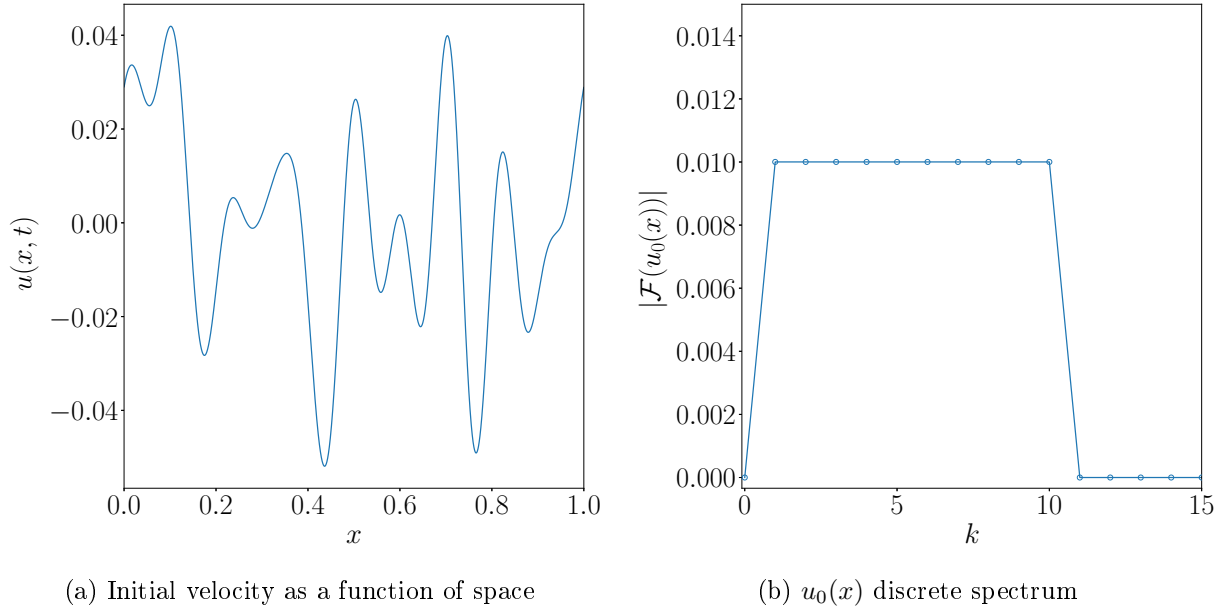 0.04
0.02
0.00
−0.02
−0.04
u(x, t)
0.0 0.2 0.4 0.6 0.8 1.0
x
(a) Initial velocity as a function of space
0.014
0.012
0.010
0.008
0.006
0.004
0.002
0.000
|𝓕(u₀(x))|
0 5 10 15
k
(b) u₀(x) discrete spectrum